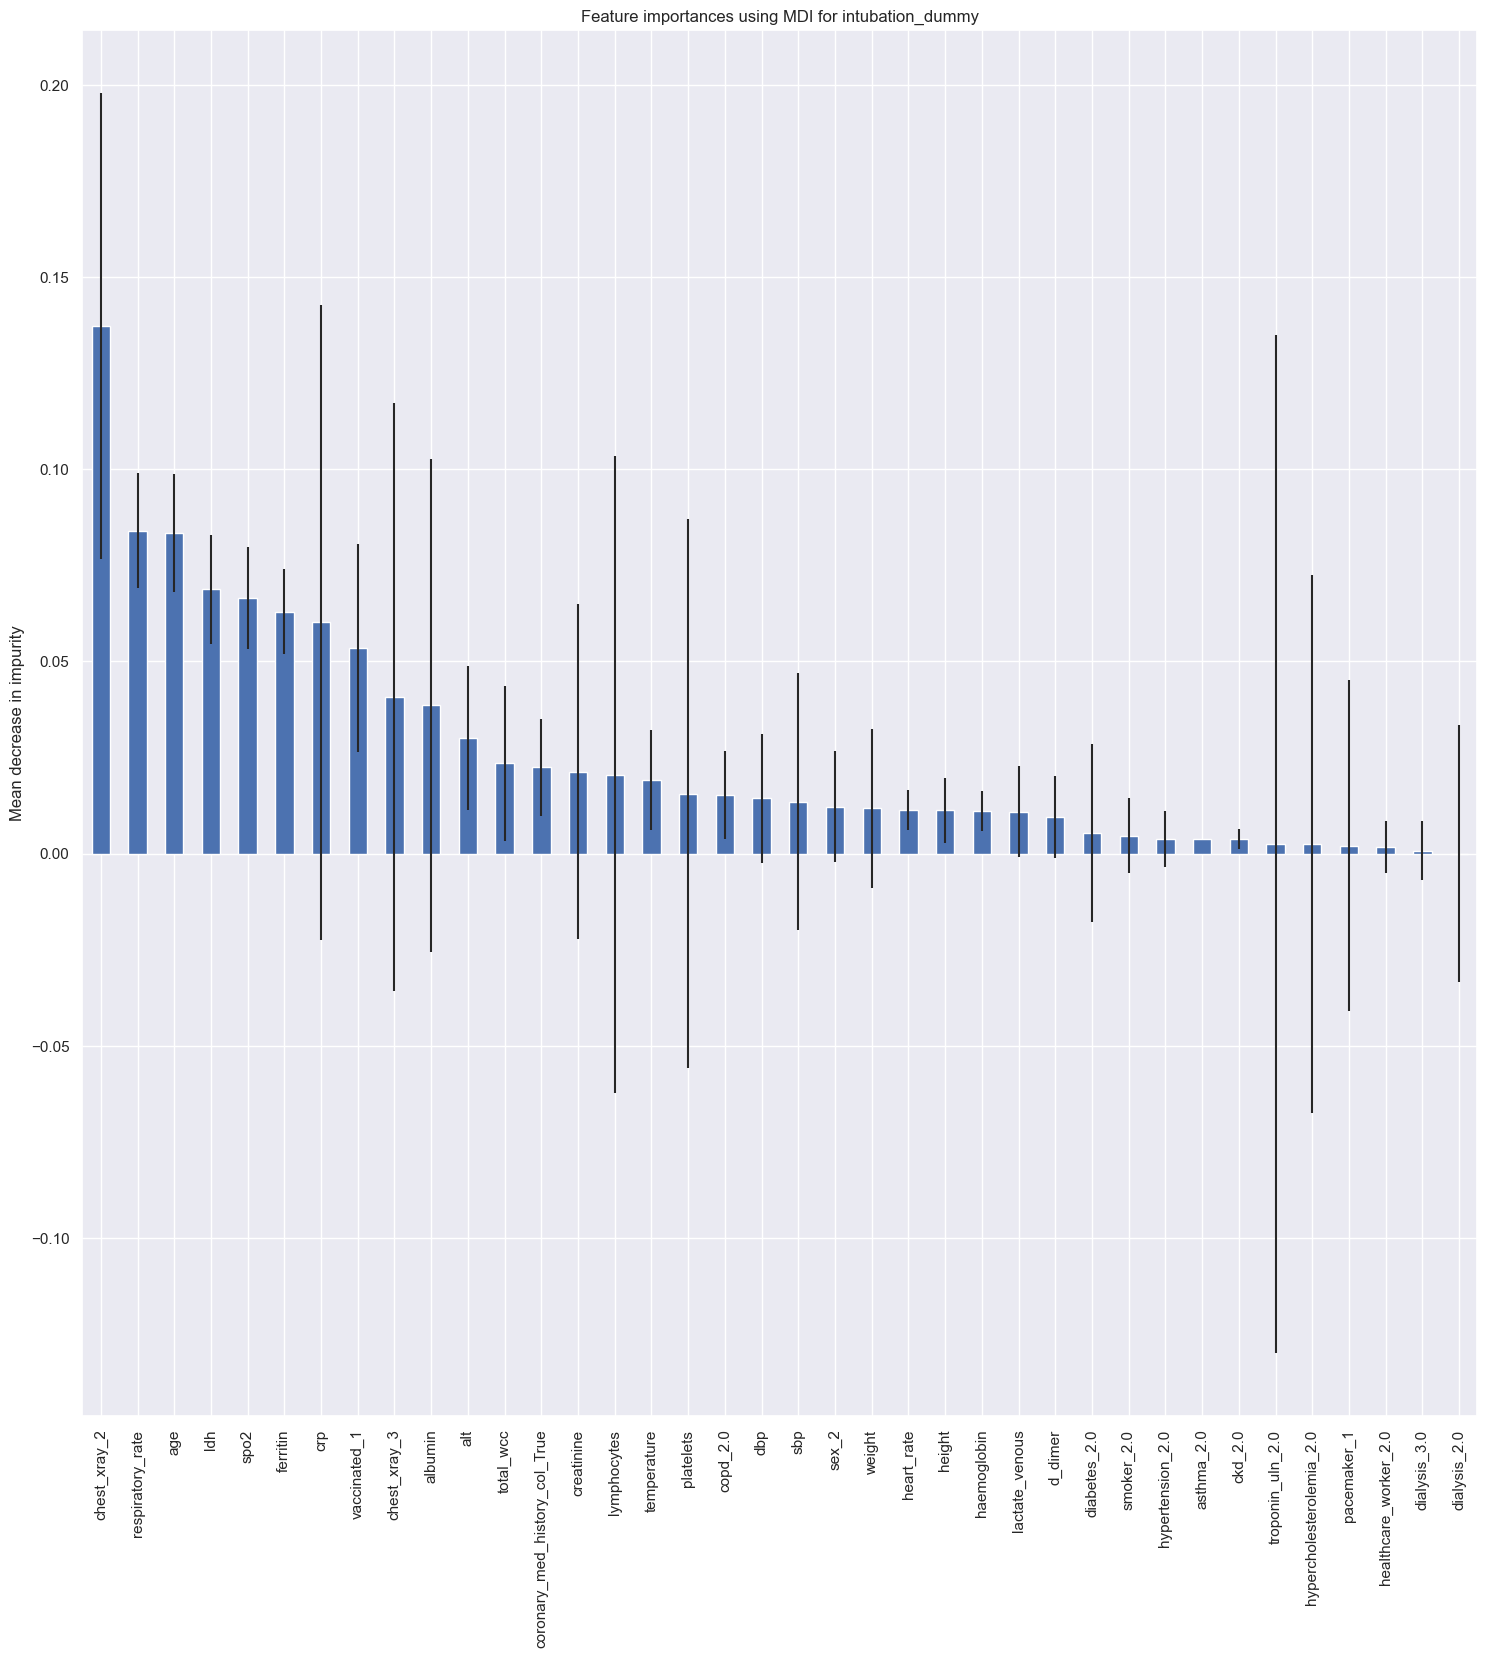 Feature importances using MDI for intubation_dummy
Mean decrease in impurity
0.20
0.15
0.10
0.05
0.00
−0.05
−0.10
chest_xray_2
respiratory_rate
age
ldh
spo2
ferritin
crp
vaccinated_1
chest_xray_3
albumin
alt
total_wcc
coronary_med_history_col_True
creatinine
lymphocytes
temperature
platelets
copd_2.0
dbp
sbp
sex_2
weight
heart_rate
height
haemoglobin
lactate_venous
d_dimer
diabetes_2.0
smoker_2.0
hypertension_2.0
asthma_2.0
ckd_2.0
troponin_uln_2.0
hypercholesterolemia_2.0
pacemaker_1
healthcare_worker_2.0
dialysis_3.0
dialysis_2.0